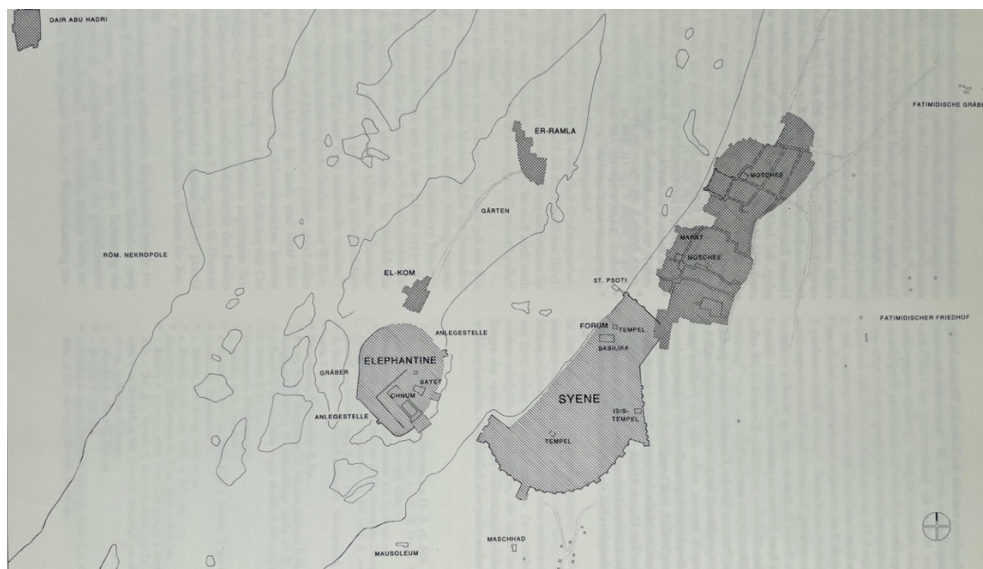 DAIR ABU HADRI
FATIMIDISCHE GRÄBE
ER-RAMLA
MOSCHEE
GÄRTEN
MARKT
RÖM. NEKROPOLE
MOSCHEE
EL-KOM
ST. PSOTI
FATIMIDISCHER FRIEDHOF
FORUM
TEMPEL
ANLEGESTELLE
BASILIKA
ELEPHANTINE
GRÄBER
SATET
CHNUM
SYENE
ANLEGESTELLE
ISIS-
TEMPEL
TEMPEL
MASCHHAD
MAUSOLEUM